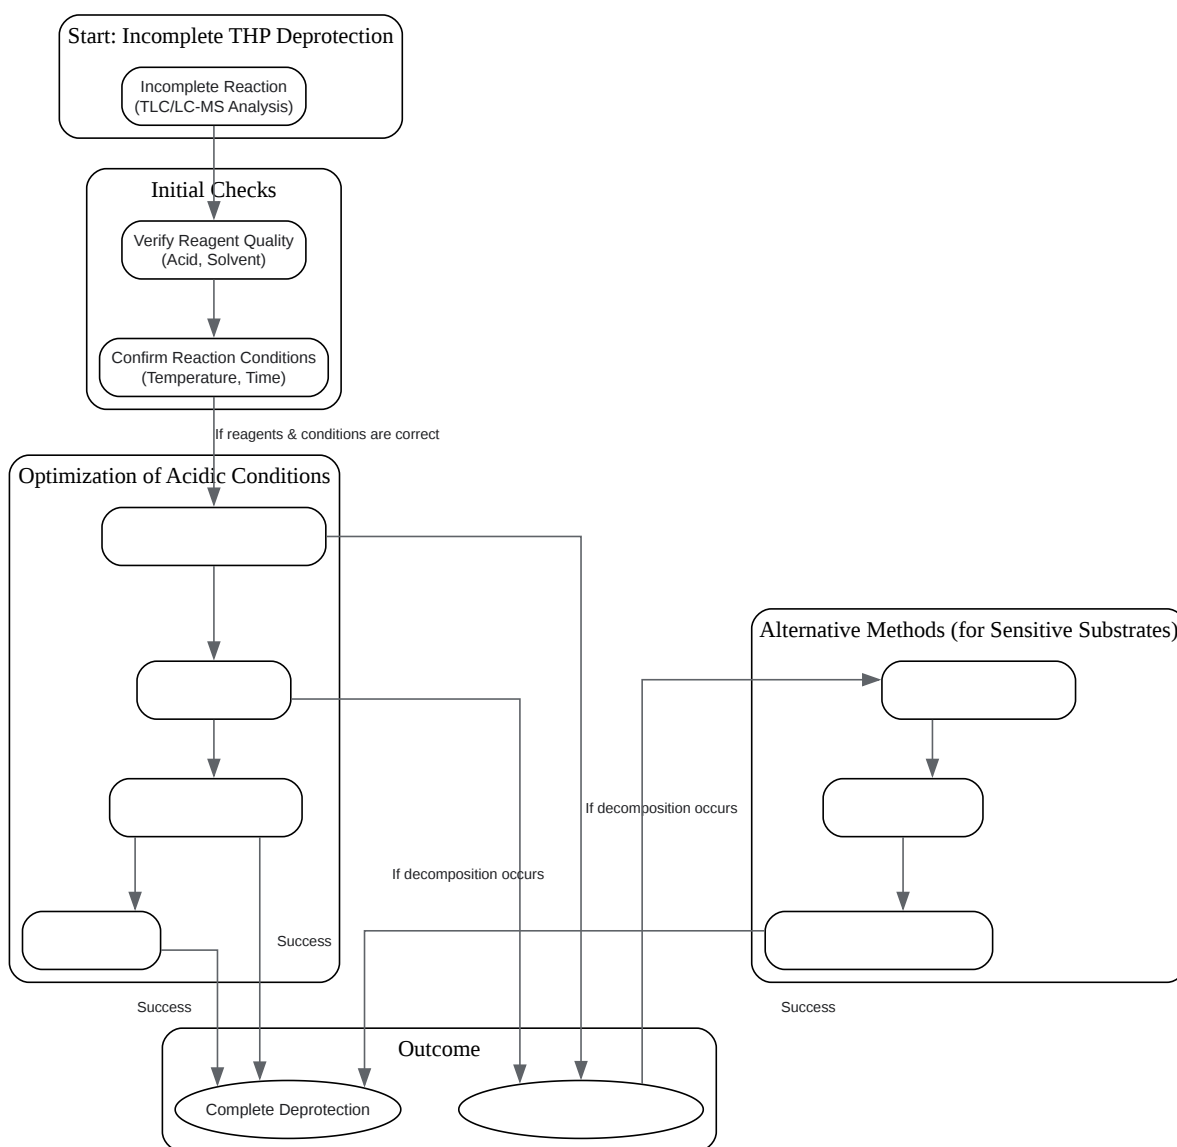 Start: Incomplete THP Deprotection
Incomplete Reaction
(TLC/LC-MS Analysis)
Initial Checks
Verify Reagent Quality
(Acid, Solvent)
Confirm Reaction Conditions
(Temperature, Time)
If reagents & conditions are correct
Optimization of Acidic Conditions
Alternative Methods (for Sensitive Substrates)
If decomposition occurs
If decomposition occurs
Success
Success
Success
Outcome
Complete Deprotection